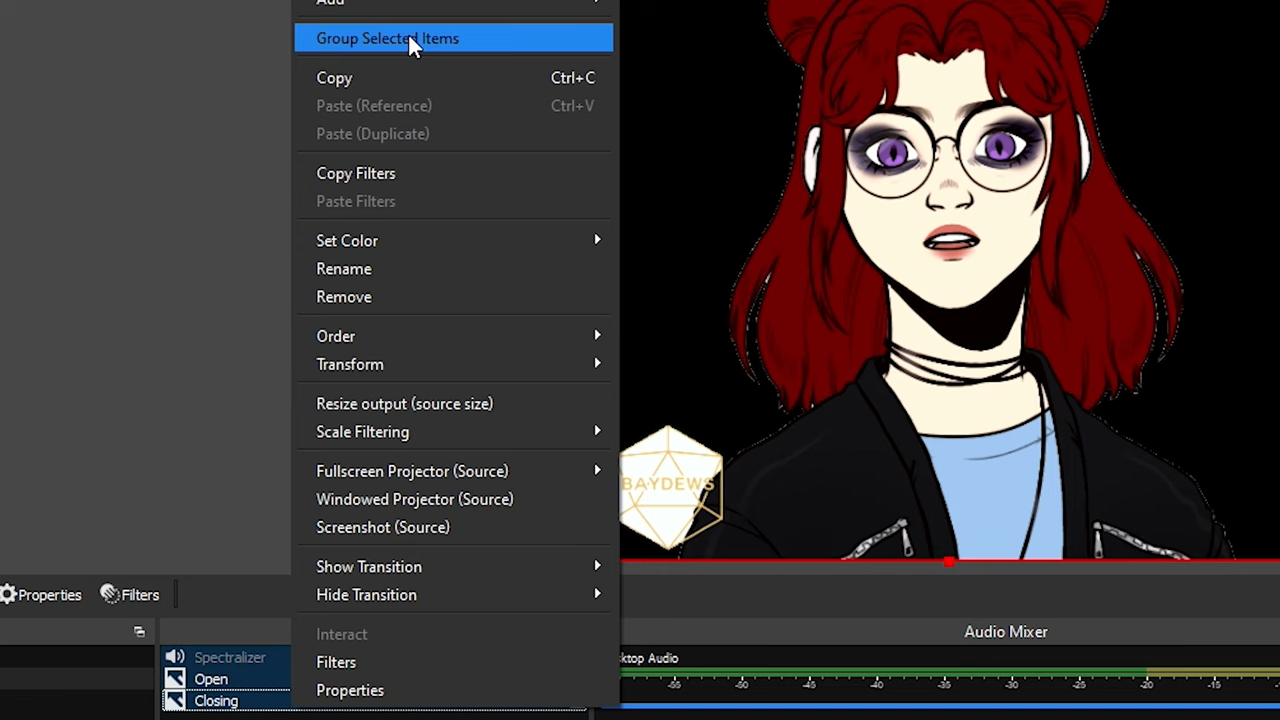 Add
Group Selected Items
Copy Ctrl+C
Paste (Reference) Ctrl+V
Paste (Duplicate)
Copy Filters
Paste Filters
Set Color
Rename
Remove
Order
Transform
Resize output (source size)
Scale Filtering
Fullscreen Projector (Source)
Windowed Projector (Source)
Screenshot (Source)
Show Transition
Hide Transition
Interact
Filters
Properties
BAYDEWS
Properties Filters
Spectralizer
Open
Closing
Audio Mixer
ktop Audio
-55 -50 -45 -40 -35 -30 -25 -20 -15